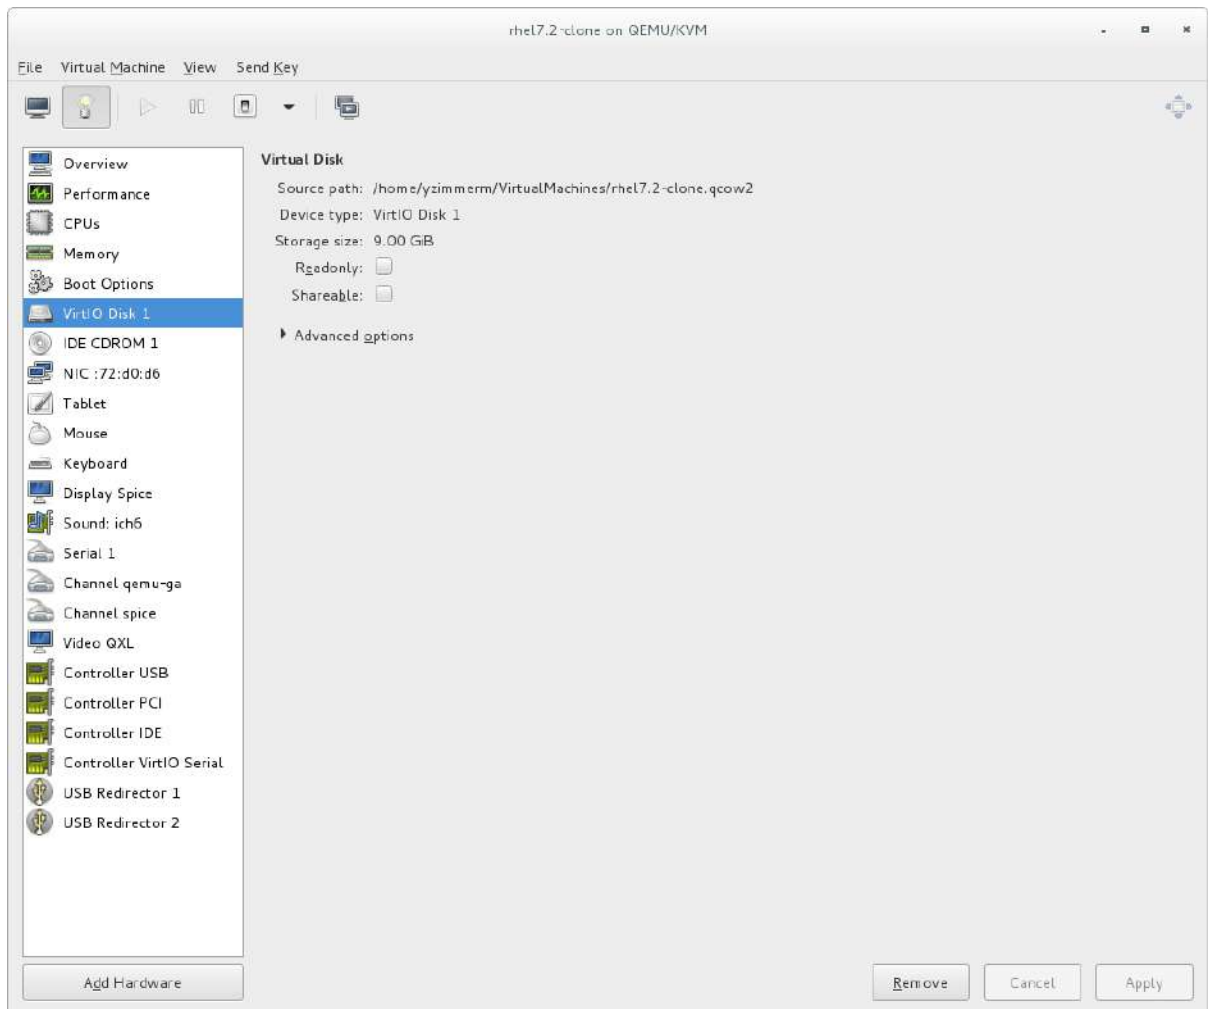 rhel7.2-clone on QEMU/KVM
File Virtual Machine View Send Key
Overview
Performance
CPUs
Memory
Boot Options
VirtIO Disk 1
IDE CDROM 1
NIC :72:d0:d6
Tablet
Mouse
Keyboard
Display Spice
Sound: ich6
Serial 1
Channel qemu-ga
Channel spice
Video QXL
Controller USB
Controller PCI
Controller IDE
Controller VirtIO Serial
USB Redirector 1
USB Redirector 2
Add Hardware
Virtual Disk
Source path: /home/yzimmerm/VirtualMachines/rhel7.2-clone.qcow2
Device type: VirtIO Disk 1
Storage size: 9.00 GiB
Readonly:
Shareable:
Advanced options
Remove Cancel Apply